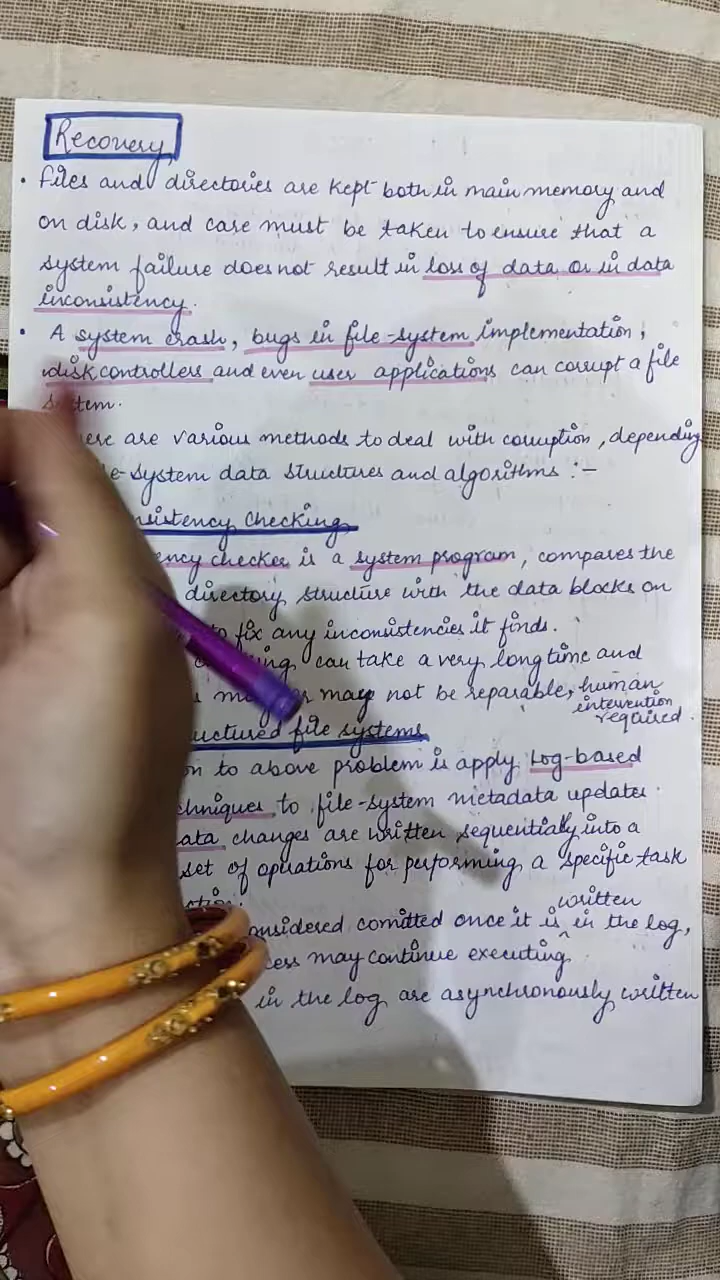 Recovery
• Files and directories are kept both in main memory and
on disk, and care must be taken to ensure that a
system failure does not result in loss of data or in data
inconsistency.
• A system crash, bugs in file-system implementation,
disk controllers and even user applications can corrupt a file
system.
are various methods to deal with corruption, depending
system data structures and algorithms :-
Checking
checker is a system program, compares the
directory structure with the data blocks on
to fix any inconsistencies it finds.
can take a very long time and
may not be reparable, human
intervention
required.
file systems
to above problem is apply Log-based
to file-system metadata updates.
changes are written sequentially into a
set of oprations for performing a specific task
written
comitted once it is ^ in the log,
may continue executing.
in the log are asynchronously written